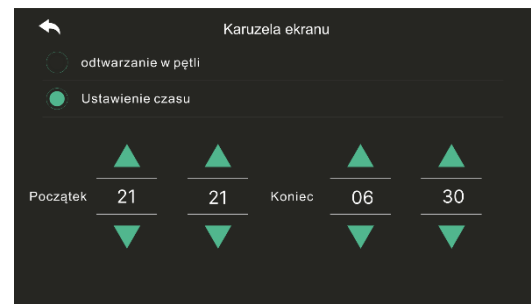 Karuzela ekranu
odtwarzanie w pętli
Ustawienie czasu
Początek 21 21 Koniec 06 30